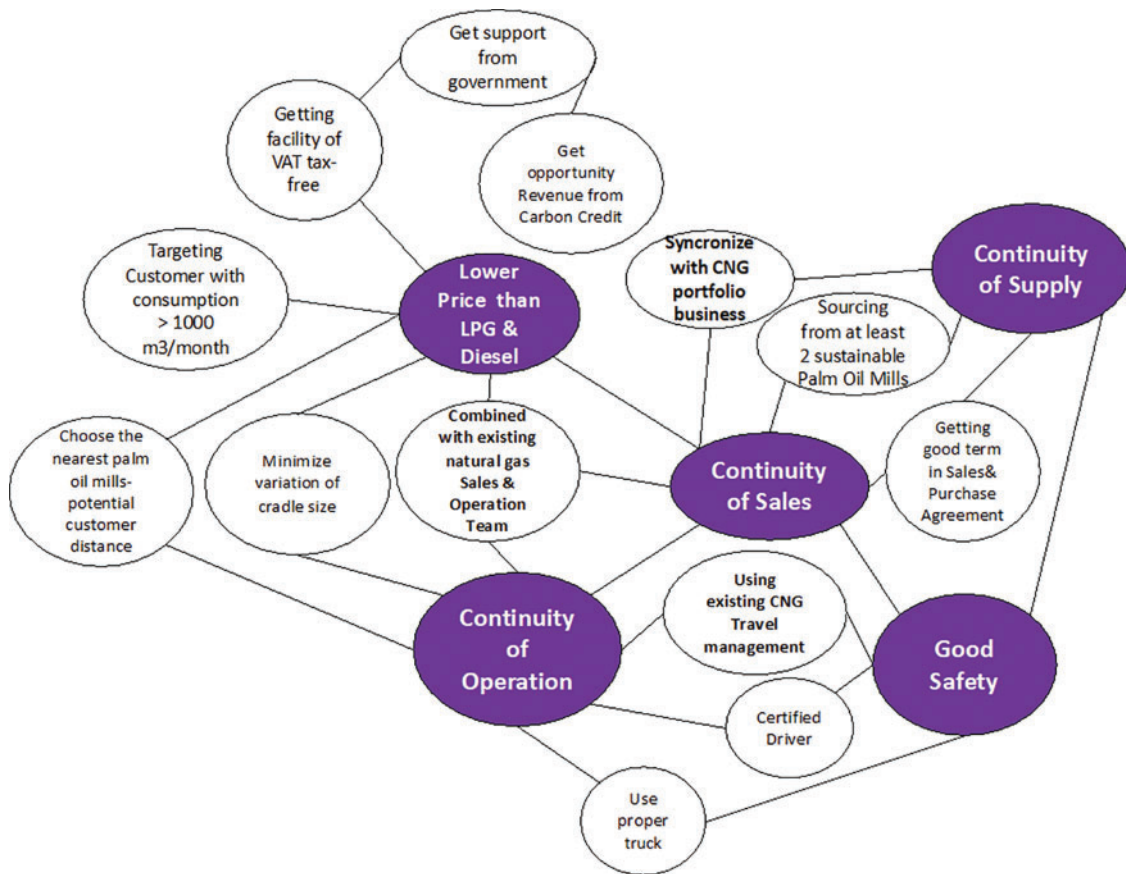 Get support
from
government
Getting
facility of
VAT tax-
free
Get
opportunity
Revenue from
Carbon Credit
Targeting
Customer with
consumption
> 1000
m3/month
Lower
Price than
LPG &
Diesel
Syncronize
with CNG
portfolio
business
Continuity
of Supply
Sourcing
from at least
2 sustainable
Palm Oil Mills
Choose the
nearest palm
oil mills-
potential
customer
distance
Minimize
variation of
cradle size
Combined
with existing
natural gas
Sales &
Operation
Team
Continuity
of Sales
Getting
good term
in Sales&
Purchase
Agreement
Continuity
of
Operation
Using
existing CNG
Travel
management
Good
Safety
Certified
Driver
Use
proper
truck